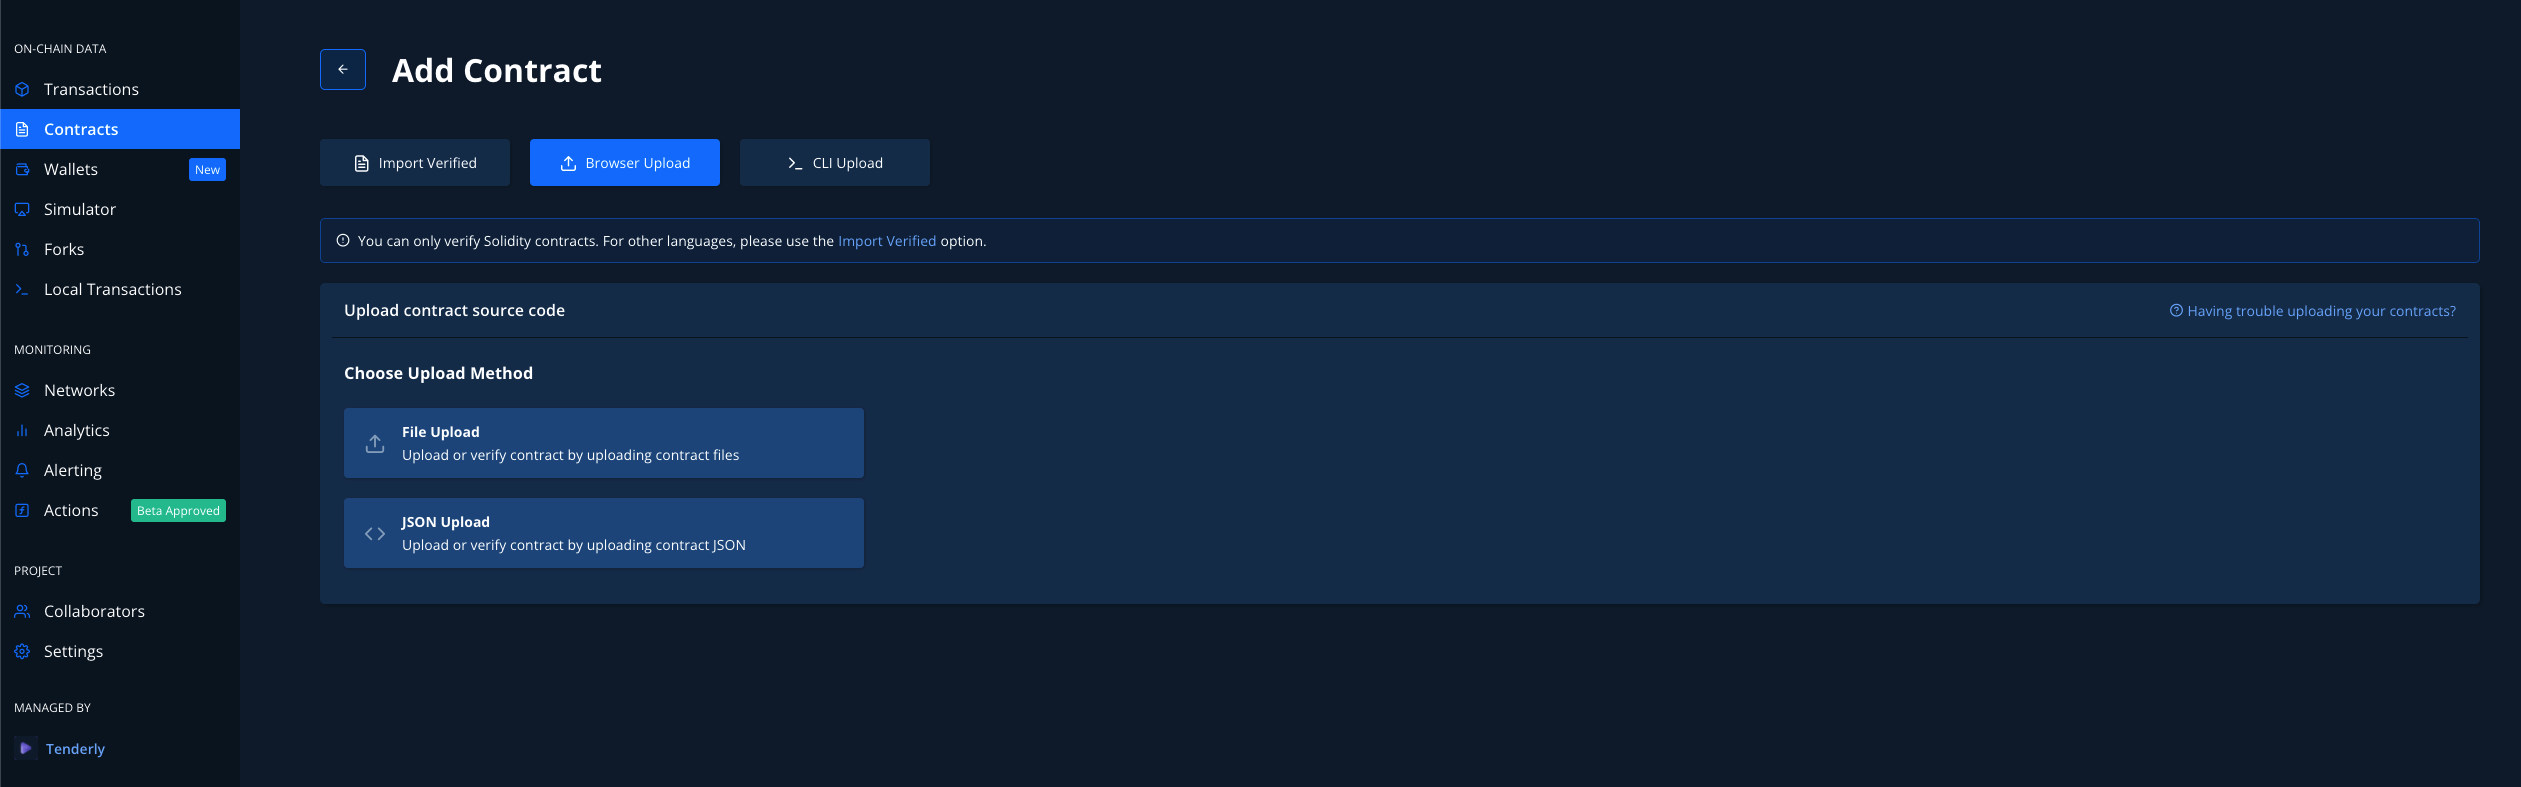 ON-CHAIN DATA
Transactions
Contracts
Wallets New
Simulator
Forks
Local Transactions
MONITORING
Networks
Analytics
Alerting
Actions Beta Approved
PROJECT
Collaborators
Settings
MANAGED BY
Tenderly
Add Contract
Import Verified Browser Upload CLI Upload
You can only verify Solidity contracts. For other languages, please use the Import Verified option.
Upload contract source code Having trouble uploading your contracts?
Choose Upload Method
File Upload
Upload or verify contract by uploading contract files
JSON Upload
Upload or verify contract by uploading contract JSON